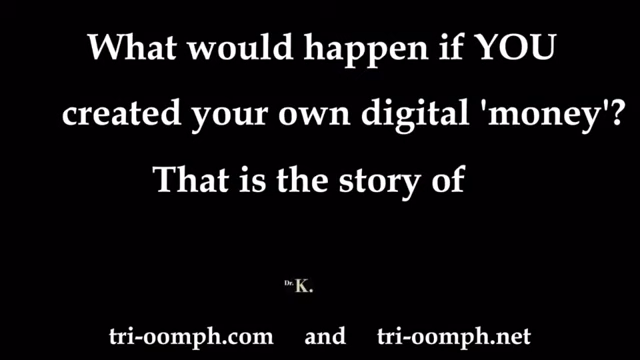 What would happen if YOU
created your own digital 'money'?
That is the story of
Dr. K.
tri-oomph.com and tri-oomph.net